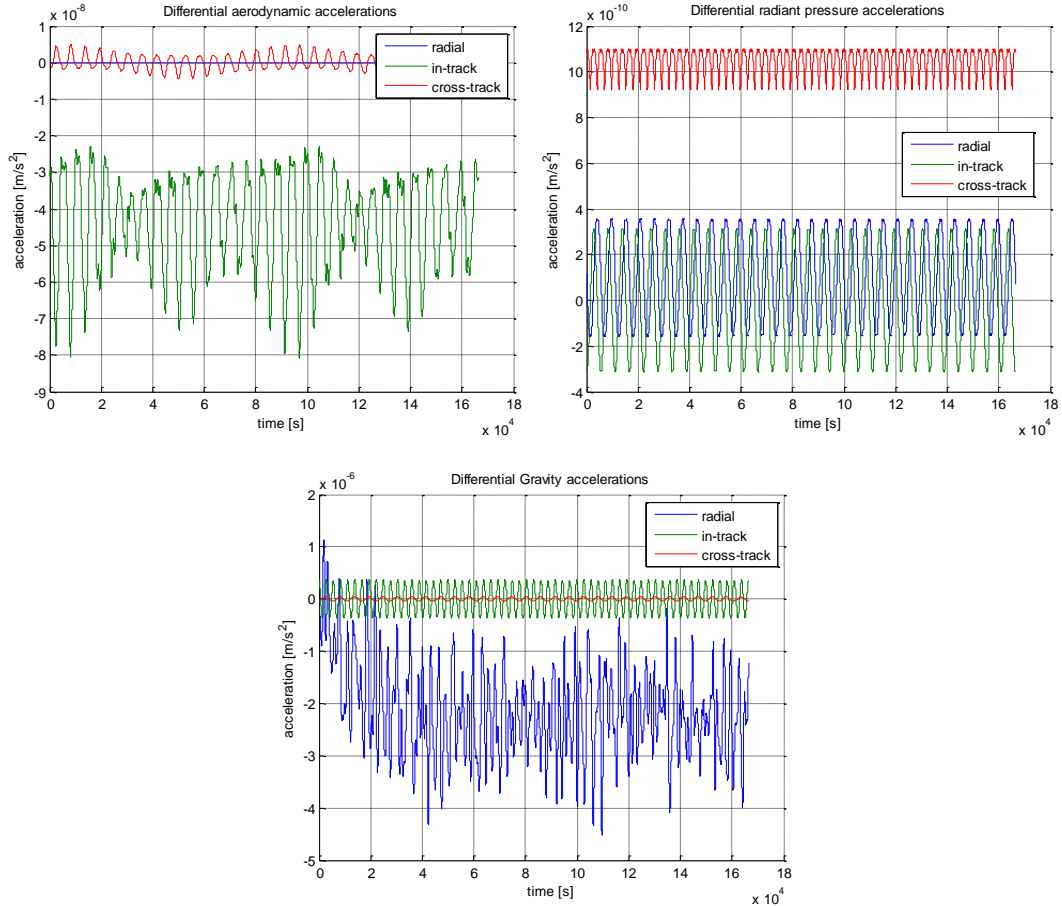 Differential aerodynamic accelerations
x 10^-8
1
0
-1
-2
-3
-4
-5
-6
-7
-8
-9
acceleration [m/s^2]
radial
in-track
cross-track
0 2 4 6 8 10 12 14 16 18
x 10^4
time [s]
Differential radiant pressure accelerations
x 10^-10
12
10
8
6
4
2
0
-2
-4
acceleration [m/s^2]
radial
in-track
cross-track
0 2 4 6 8 10 12 14 16 18
x 10^4
time [s]
Differential Gravity accelerations
x 10^-6
2
1
0
-1
-2
-3
-4
-5
acceleration [m/s^2]
radial
in-track
cross-track
0 2 4 6 8 10 12 14 16 18
x 10^4
time [s]